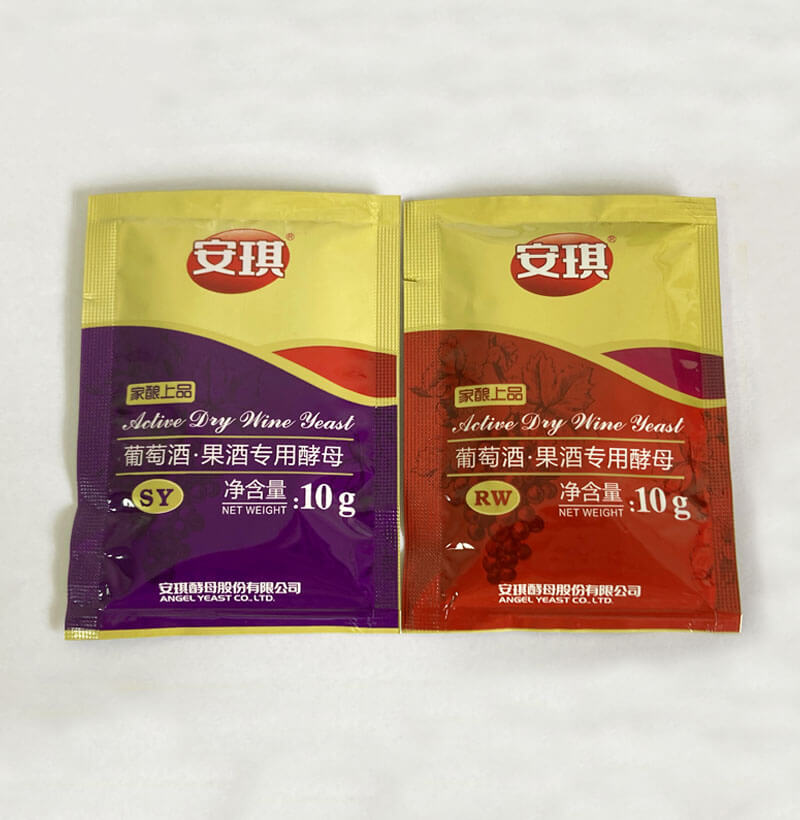 安琪®
家酿上品
Active Dry Wine Yeast
葡萄酒·果酒专用酵母
SY
净含量:10g
NET WEIGHT
安琪酵母股份有限公司
ANGEL YEAST CO.,LTD.
安琪®
家酿上品
Active Dry Wine Yeast
葡萄酒·果酒专用酵母
RW
净含量:10g
NET WEIGHT
安琪酵母股份有限公司
ANGEL YEAST CO.,LTD.